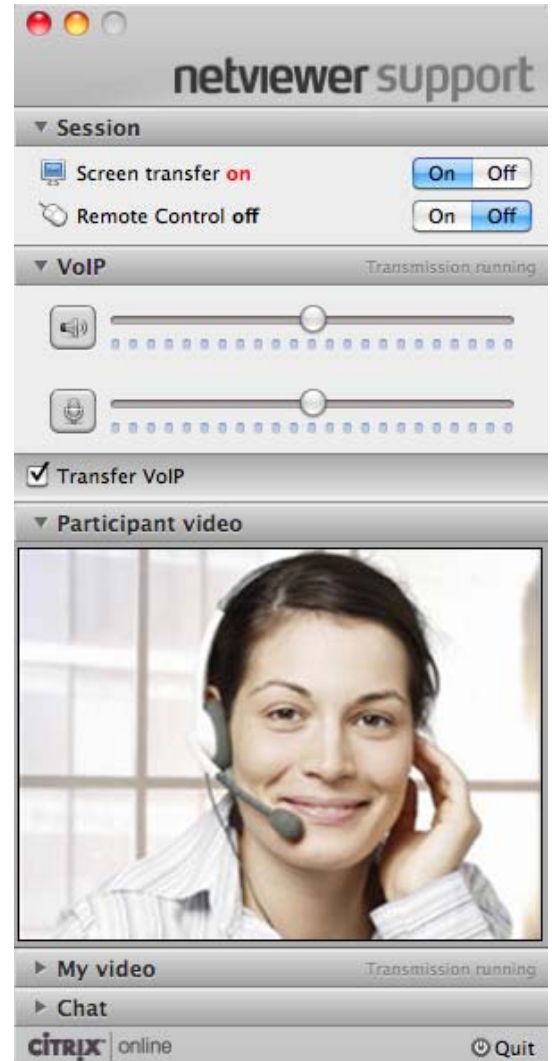 netviewer support
Session
Screen transfer on On Off
Remote Control off On Off
VoIP Transmission running
Transfer VoIP
Participant video
My video Transmission running
Chat
CITRIX online Quit